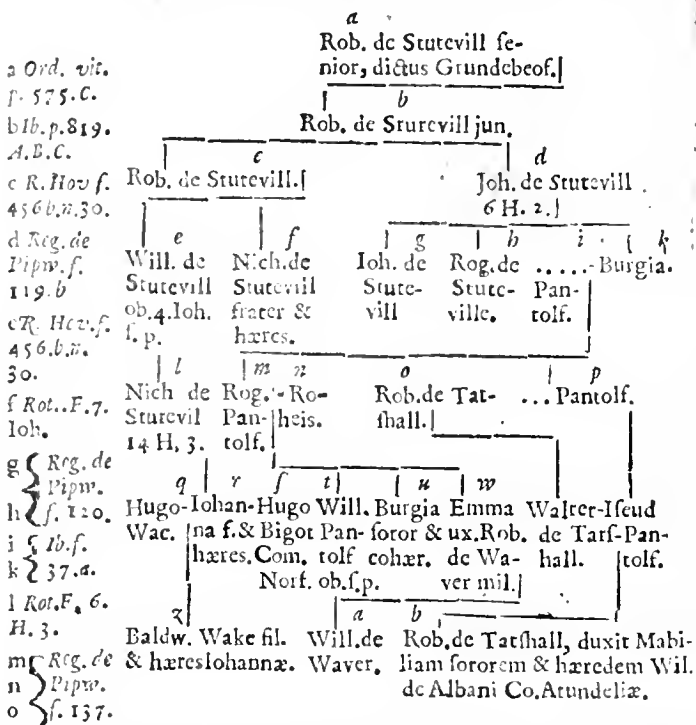 a
Rob. de Stutevill ſe-
nior, dictus Grundebeof.
b
Rob. de Sturevill jun.
c d
Rob. de Stutevill. Joh. de Stutevill
6 H. 2.
e f g h i k
Will. de Nich. de Ioh. de Rog. de ......-Burgia.
Stutevill Stutevill Stute- Stute- Pan-
ob. 4. Ioh. frater & vill ville. tolf.
ſ. p. hæres.
l m n o p
Nich de Rog. - Ro- Rob. de Tat- ... Pantolf.
Sturevil Pan- heis. ſhall.
14 H, 3. tolf.
q r ſ t u w
Hugo-Iohan-Hugo Will. Burgia Emma Walter-Iſeud
Wac. na f. & Bigot Pan- ſoror & ux. Rob. de Tatſ- Pan-
hæres. Com. tolf cohær. de Wa- hall. tolf.
Norf. ob. ſ. p. ver mil.
z a b
Baldw. Wake fil. Will. de Rob. de Tatſhall, duxit Mabi-
& hæres Iohannæ. Waver. liam ſororem & hæredem Wil.
de Albani Co. Arundeliæ.
a Ord. vit.
p. 575. C.
b Ib. p. 819.
A. B. C.
c R. Hov f.
456 b. n. 30.
d Reg. de
Pipw. f.
119. b
e R. Hov. f.
456. b. n.
30.
f Rot.. F. 7.
Ioh.
g Reg. de
Pipw.
h f. 120.
i Ib. f.
k 37. a.
l Rot. F, 6.
H. 3.
m Reg. de
n Pipw.
o f. 137.